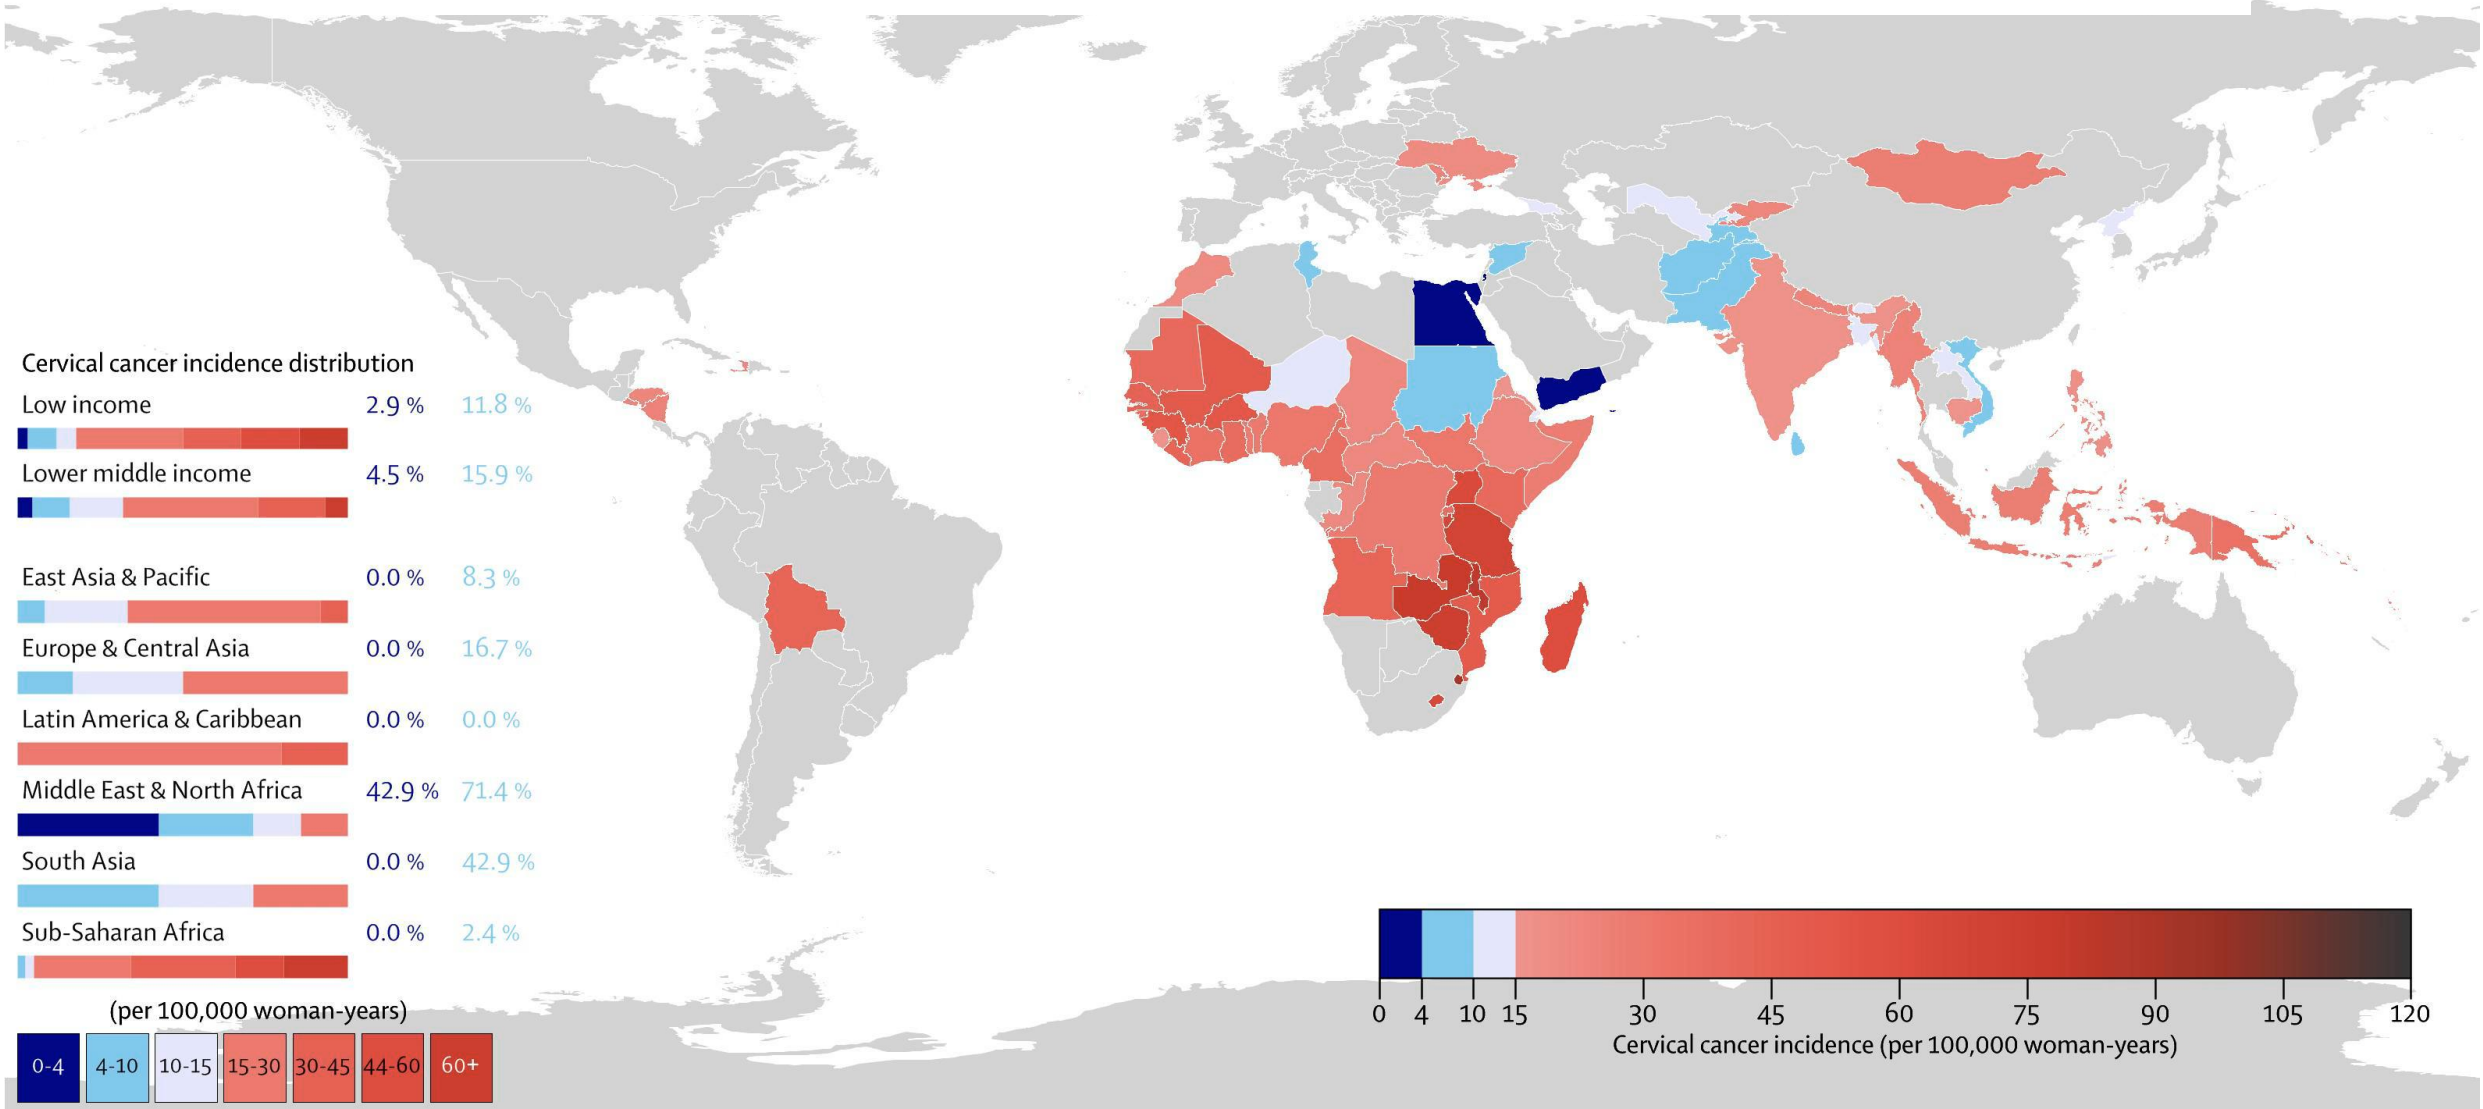 Cervical cancer incidence distribution
Low income 2.9 % 11.8 %
Lower middle income 4.5 % 15.9 %
East Asia & Pacific 0.0 % 8.3 %
Europe & Central Asia 0.0 % 16.7 %
Latin America & Caribbean 0.0 % 0.0 %
Middle East & North Africa 42.9 % 71.4 %
South Asia 0.0 % 42.9 %
Sub-Saharan Africa 0.0 % 2.4 %
(per 100,000 woman-years)
0-4 4-10 10-15 15-30 30-45 44-60 60+
0 4 10 15 30 45 60 75 90 105 120
Cervical cancer incidence (per 100,000 woman-years)